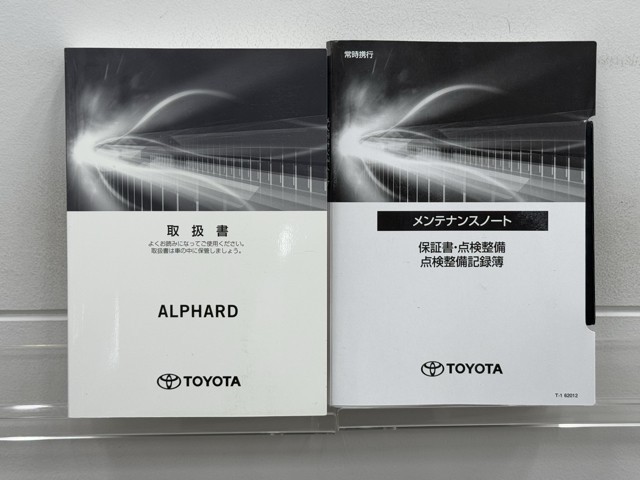 取扱書
よくお読みになってご使用ください。
取扱書は車の中に保管しましょう。
ALPHARD
TOYOTA
常時携行
メンテナンスノート
保証書・点検整備
点検整備記録簿
TOYOTA
T-1 62012